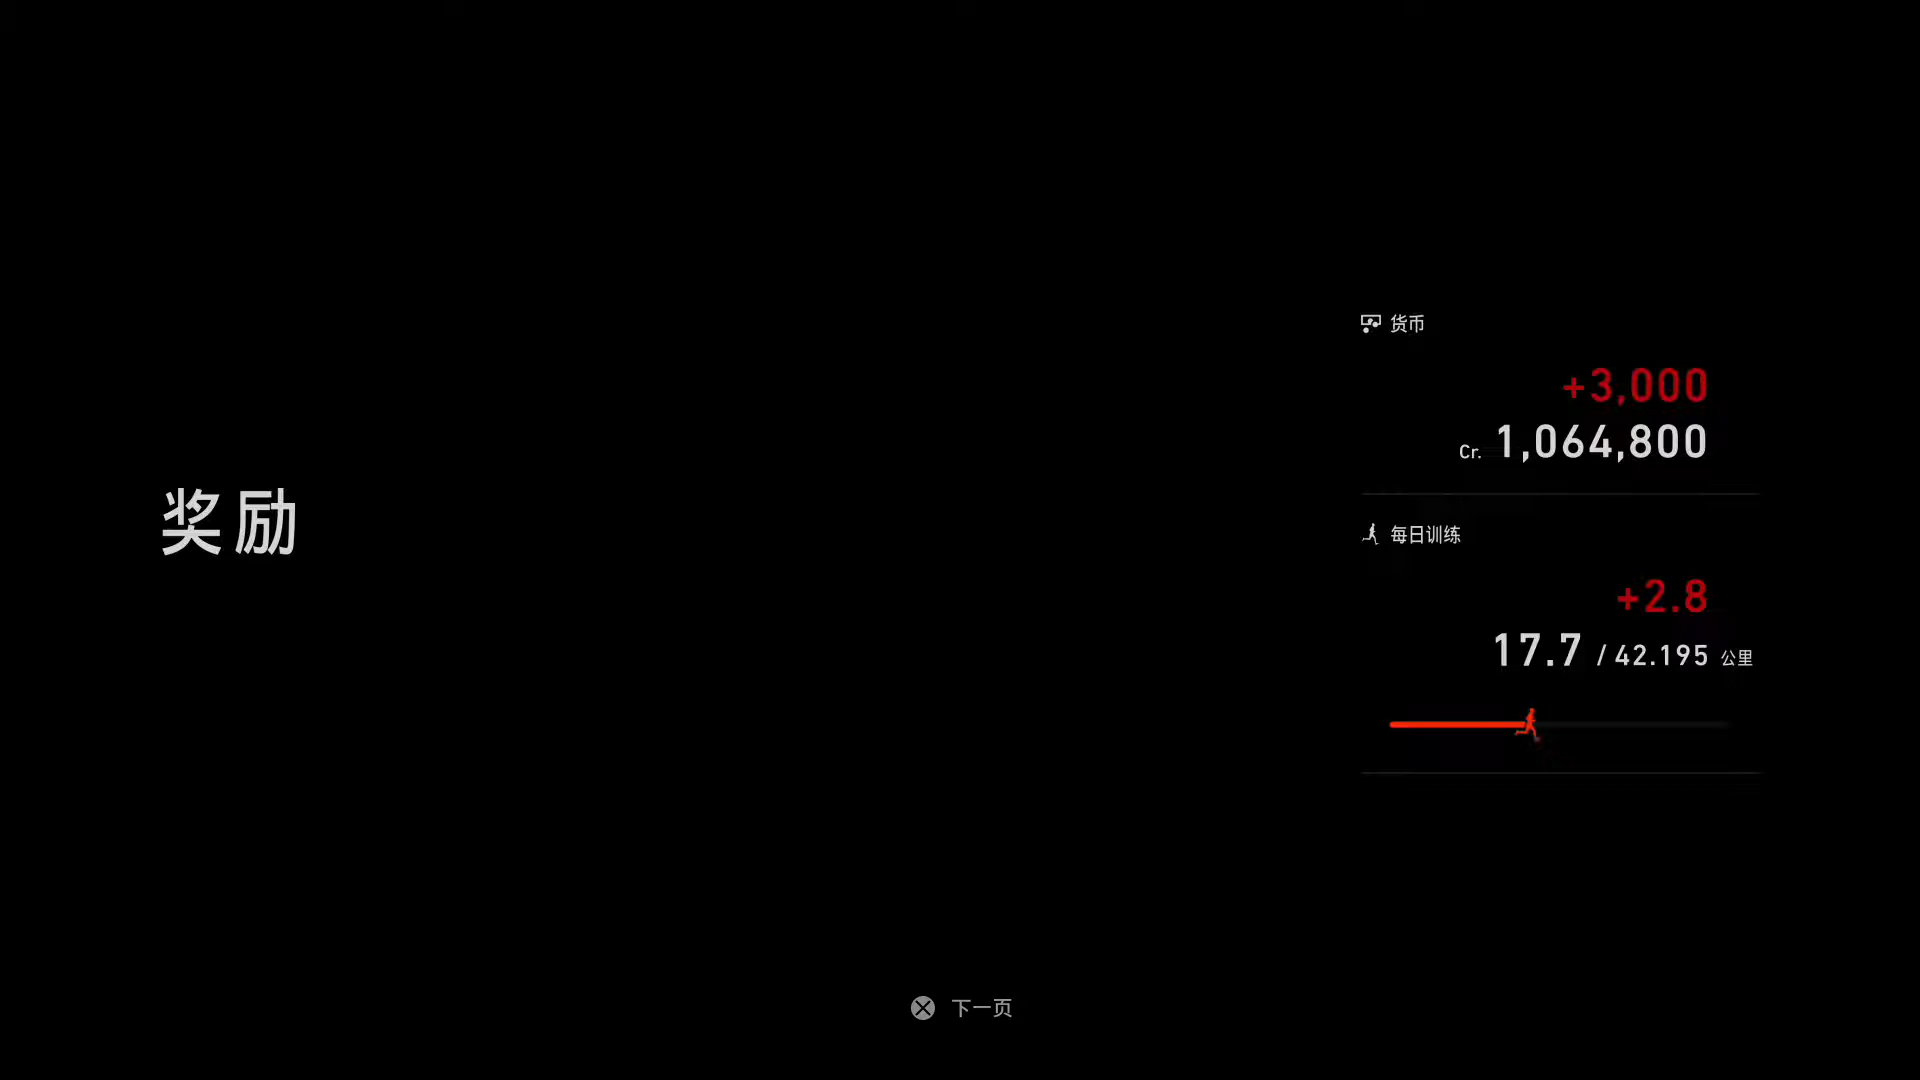 奖励
货币
+3,000
Cr. 1,064,800
每日训练
+2.8
17.7 / 42.195 公里
下一页